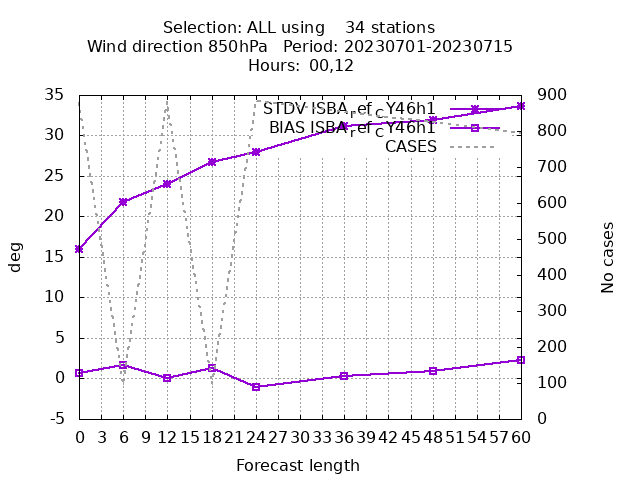 Selection: ALL using    34 stations
Wind direction 850hPa   Period: 20230701-20230715
Hours:  00,12
35
30
25
20
15
10
5
0
-5
deg
STDV ISBA_ref_CY46h1
BIAS ISBA_ref_CY46h1
CASES
900
800
700
600
500
400
300
200
100
0
No cases
0 3 6 9 12 15 18 21 24 27 30 33 36 39 42 45 48 51 54 57 60
Forecast length